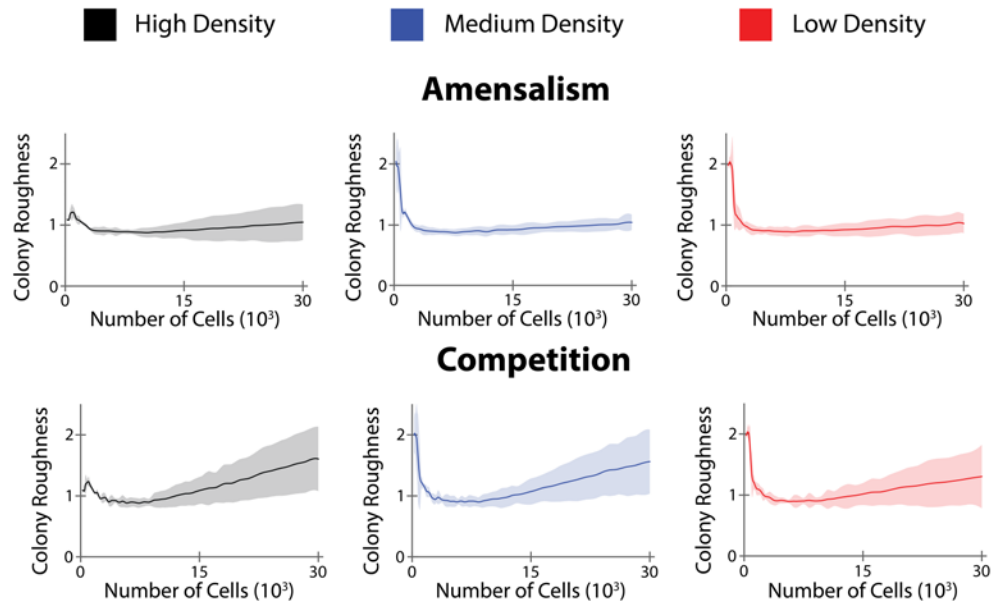 High Density Medium Density Low Density
Amensalism
Colony Roughness Colony Roughness Colony Roughness
2 2 2
1 1 1
0 0 0
0 15 30 0 15 30 0 15 30
Number of Cells (10³) Number of Cells (10³) Number of Cells (10³)
Competition
Colony Roughness Colony Roughness Colony Roughness
2 2 2
1 1 1
0 0 0
0 15 30 0 15 30 0 15 30
Number of Cells (10³) Number of Cells (10³) Number of Cells (10³)